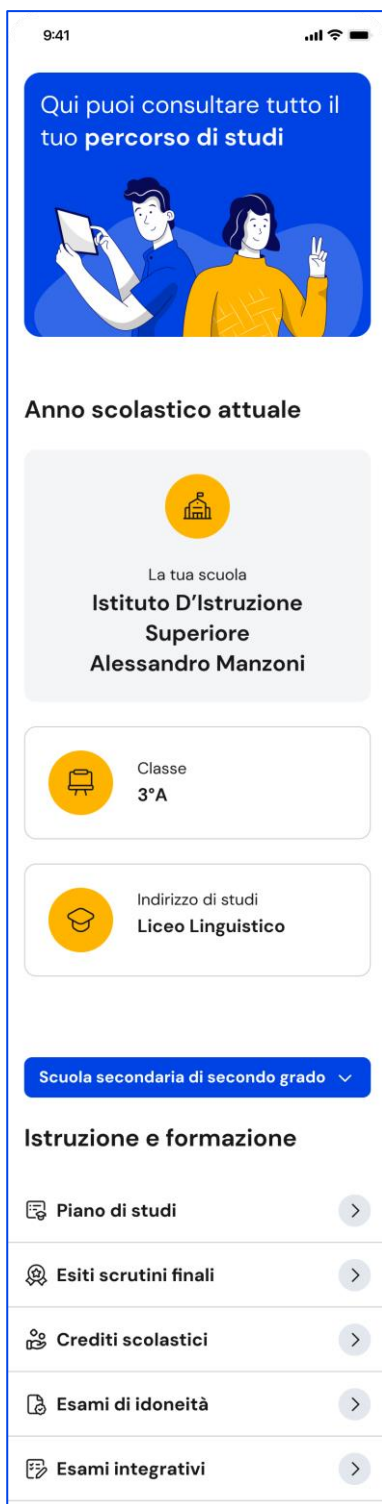 9:41
Qui puoi consultare tutto il
tuo percorso di studi
Anno scolastico attuale
La tua scuola
Istituto D’Istruzione
Superiore
Alessandro Manzoni
Classe
3°A
Indirizzo di studi
Liceo Linguistico
Scuola secondaria di secondo grado
Istruzione e formazione
Piano di studi
Esiti scrutini finali
Crediti scolastici
Esami di idoneità
Esami integrativi